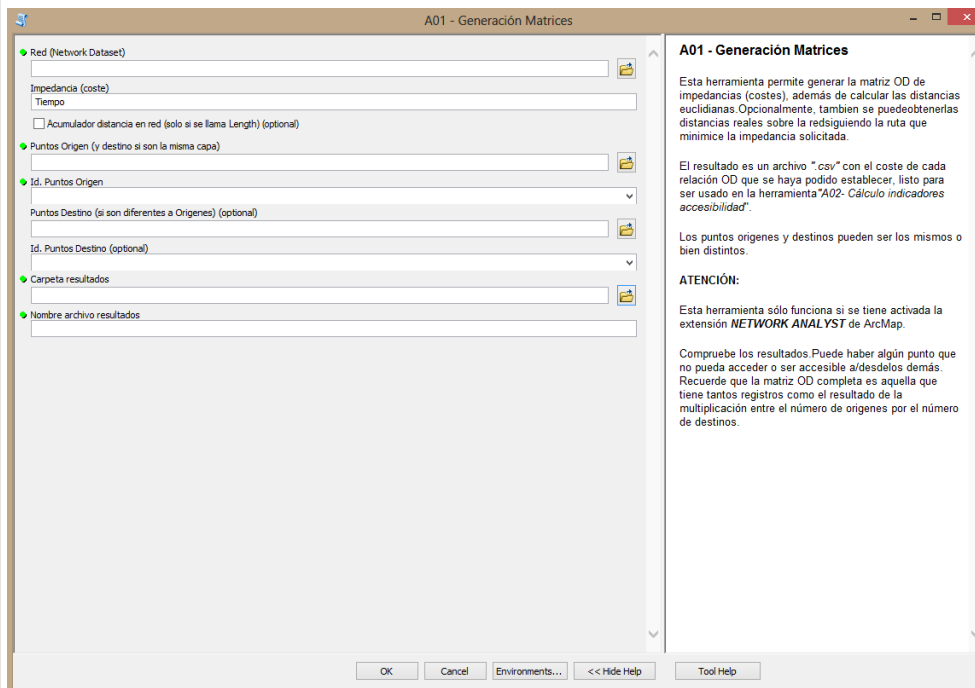 A01 - Generación Matrices
Red (Network Dataset)
Impedancia (coste)
Tiempo
Acumulador distancia en red (solo si se llama Length) (optional)
Puntos Origen (y destino si son la misma capa)
Id. Puntos Origen
Puntos Destino (si son diferentes a Origenes) (optional)
Id. Puntos Destino (optional)
Carpeta resultados
Nombre archivo resultados
A01 - Generación Matrices
Esta herramienta permite generar la matriz OD de
impedancias (costes), además de calcular las distancias
euclidianas.Opcionalmente, tambien se puedeobtenerlas
distancias reales sobre la redsiguiendo la ruta que
minimice la impedancia solicitada.
El resultado es un archivo ".csv" con el coste de cada
relación OD que se haya podido establecer, listo para
ser usado en la herramienta"A02- Cálculo indicadores
accesibilidad".
Los puntos origenes y destinos pueden ser los mismos o
bien distintos.
ATENCIÓN:
Esta herramienta sólo funciona si se tiene activada la
extensión NETWORK ANALYST de ArcMap.
Compruebe los resultados.Puede haber algún punto que
no pueda acceder o ser accesible a/desdelos demás.
Recuerde que la matriz OD completa es aquella que
tiene tantos registros como el resultado de la
multiplicación entre el número de origenes por el número
de destinos.
OK
Cancel
Environments...
<< Hide Help
Tool Help